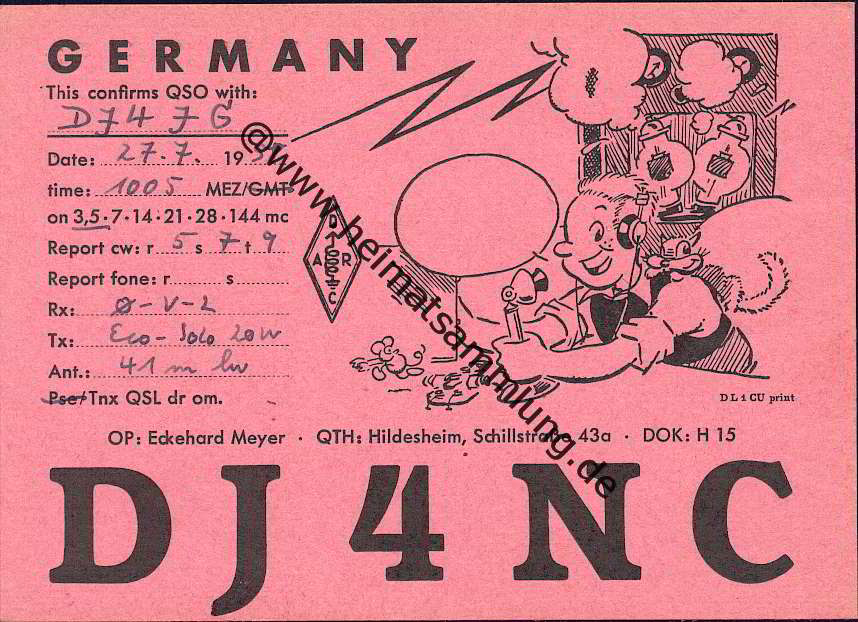 GERMANY
This confirms QSO with:
DJ4JG
Date: 27.7. 19
time: 1005 MEZ/GMT
on 3,5·7·14·21·28·144 mc
Report cw: r 5 s 7 t 9
Report fone: r s
Rx: 0-V-2
Tx: Eco-Solo 20W
Ant.: 41 m lw
Pse/Tnx QSL dr om.
D
A R
C
DL1CU print
OP: Eckehard Meyer · QTH: Hildesheim, Schillstraße 43a · DOK: H 15
DJ4NC
@www.heimatsammlung.de